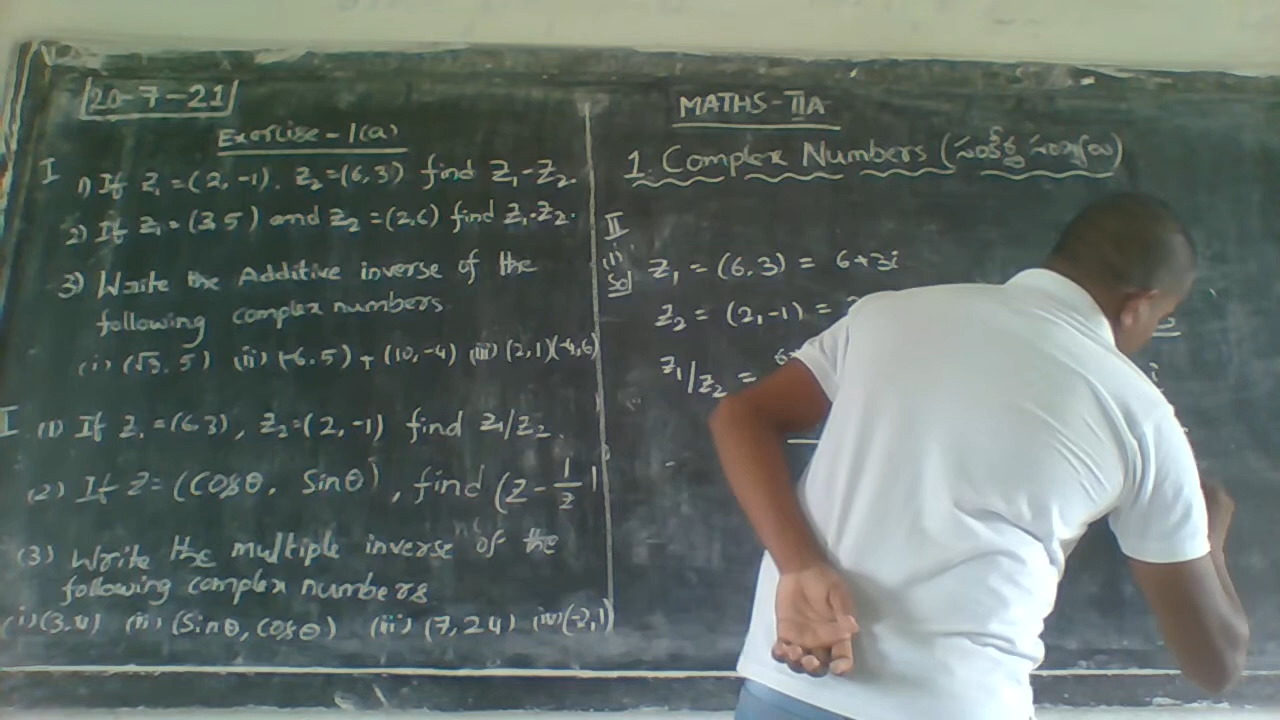 20-7-21
Exercise - 1(a)
I 1) If Z₁ = (2, -1). Z₂ = (6, 3) find Z₁-Z₂.
2) If Z₁ = (3 5) and Z₂ = (2,6) find Z₁.Z₂.
3) Write the Additive inverse of the
following complex numbers
(i) (√3, 5) (ii) (-6, 5) + (10, -4) (iii) (2, 1)(-4, 6)
I (1) If Z₁ = (6 3), Z₂ = (2, -1) find Z₁/Z₂.
(2) If Z = (Cosθ, Sinθ), find (Z - 1/Z)
(3) Write the multiple inverse of the
following complex numbers
(i) (3, 4) (ii) (Sinθ, Cosθ) (iii) (7, 24) (iv) (-2, 1)
MATHS - IIA
1. Complex Numbers (సంకీర్ణ సంఖ్యలు)
II
(1)
Sol Z₁ = (6, 3) = 6+3i
Z₂ = (2, -1) =
Z₁/Z₂ =